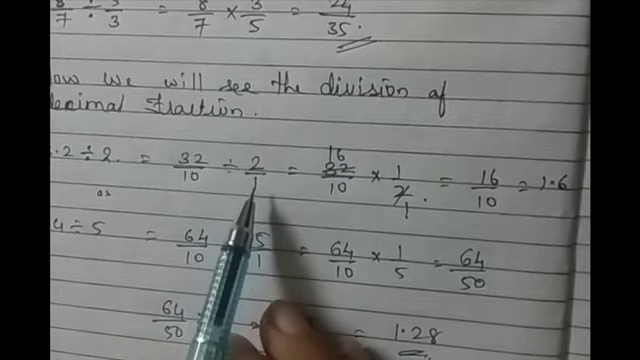 8/7 ÷ 5/3 = 8/7 × 3/5 = 24/35.
ow we will see the division of
decimal fraction.
.2 ÷ 2. = 32/10 ÷ 2/1 = 32/10 16 × 1/2 1. = 16/10 = 1.6
or
4 ÷ 5 = 64/10 5/1 = 64/10 × 1/5 = 64/50
64/50 = 1.28